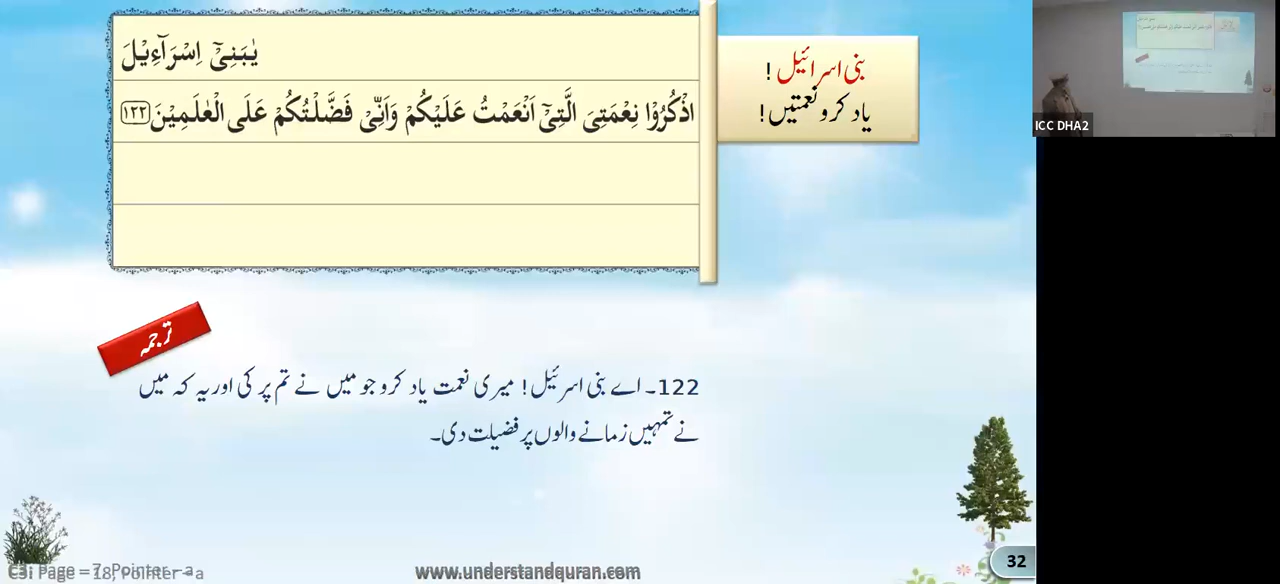 يٰبَنِىْٓ اِسْرَآءِيْلَ
اذْكُرُوْا نِعْمَتِىَ الَّتِىْٓ اَنْعَمْتُ عَلَيْكُمْ وَاَنِّىْ فَضَّلْتُكُمْ عَلَى الْعٰلَمِيْنَ ١٢٢
بنی اسرائیل !
یاد کرو نعمتیں !
ترجمہ
122۔ اے بنی اسرئیل! میری نعمت یاد کرو جو میں نے تم پر کی اور یہ کہ میں
نے تمہیں زمانے والوں پر فضیلت دی۔
www.understandquran.com
32
ICC DHA2